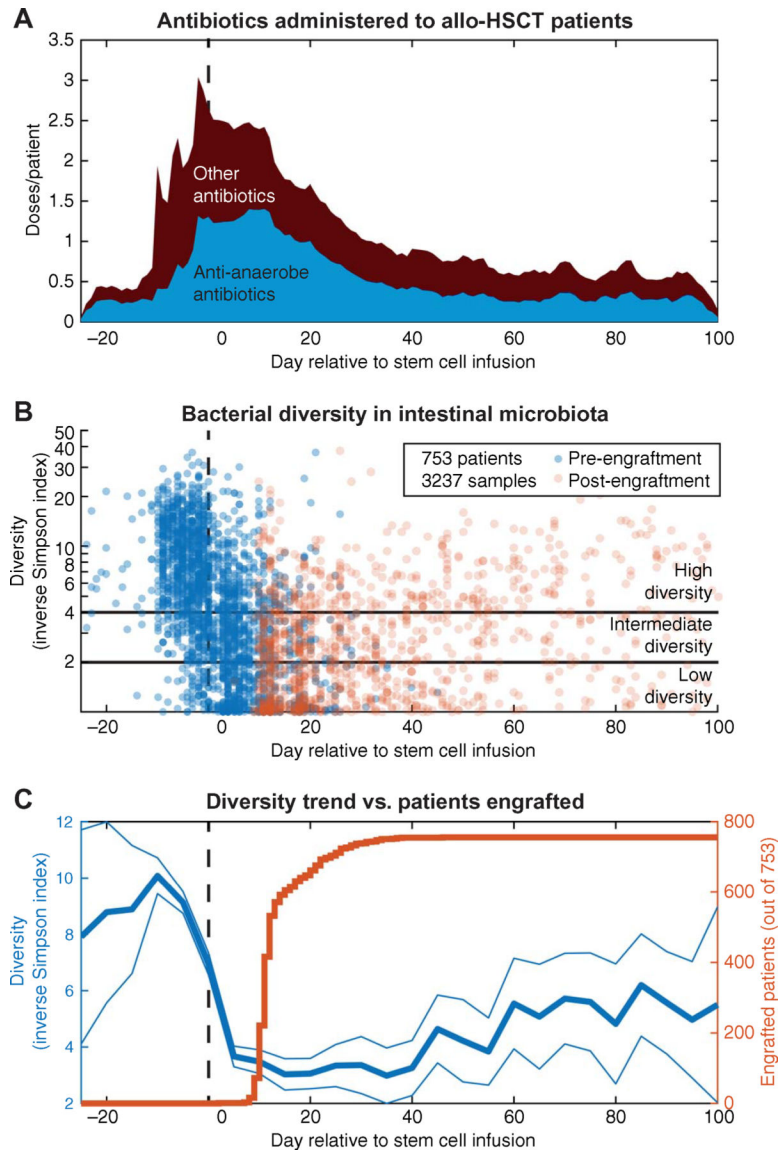 A Antibiotics administered to allo-HSCT patients
3.5
3
2.5
2
1.5
1
0.5
0
Doses/patient
Other
antibiotics
Anti-anaerobe
antibiotics
−20 0 20 40 60 80 100
Day relative to stem cell infusion
B Bacterial diversity in intestinal microbiota
50
40
30
20
10
8
6
4
2
Diversity
(inverse Simpson index)
753 patients Pre-engraftment
3237 samples Post-engraftment
High
diversity
Intermediate
diversity
Low
diversity
−20 0 20 40 60 80 100
Day relative to stem cell infusion
C Diversity trend vs. patients engrafted
12
10
8
6
4
2
Diversity
(inverse Simpson index)
800
600
400
200
0
Engrafted patients (out of 753)
−20 0 20 40 60 80 100
Day relative to stem cell infusion